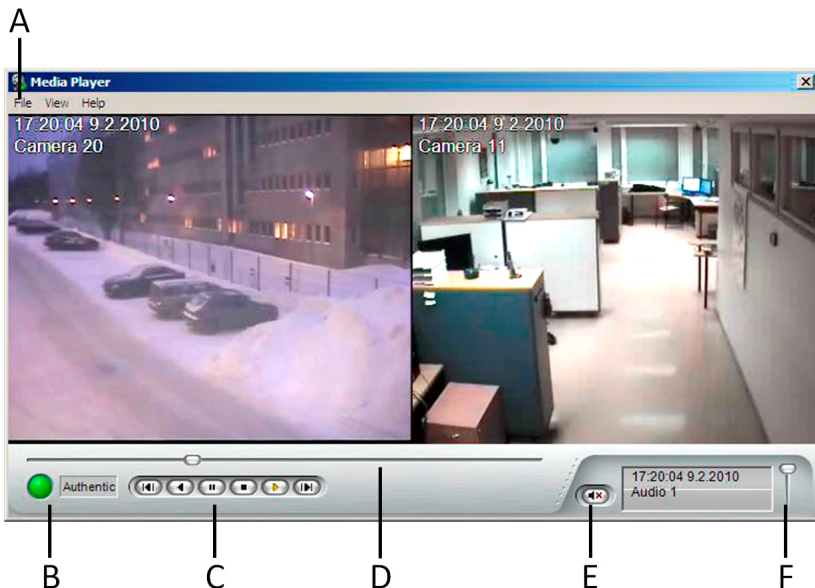 A
Media Player
File View Help
17:20:04 9.2.2010
Camera 20
17:20:04 9.2.2010
Camera 11
Authentic
17:20:04 9.2.2010
Audio 1
B C D E F